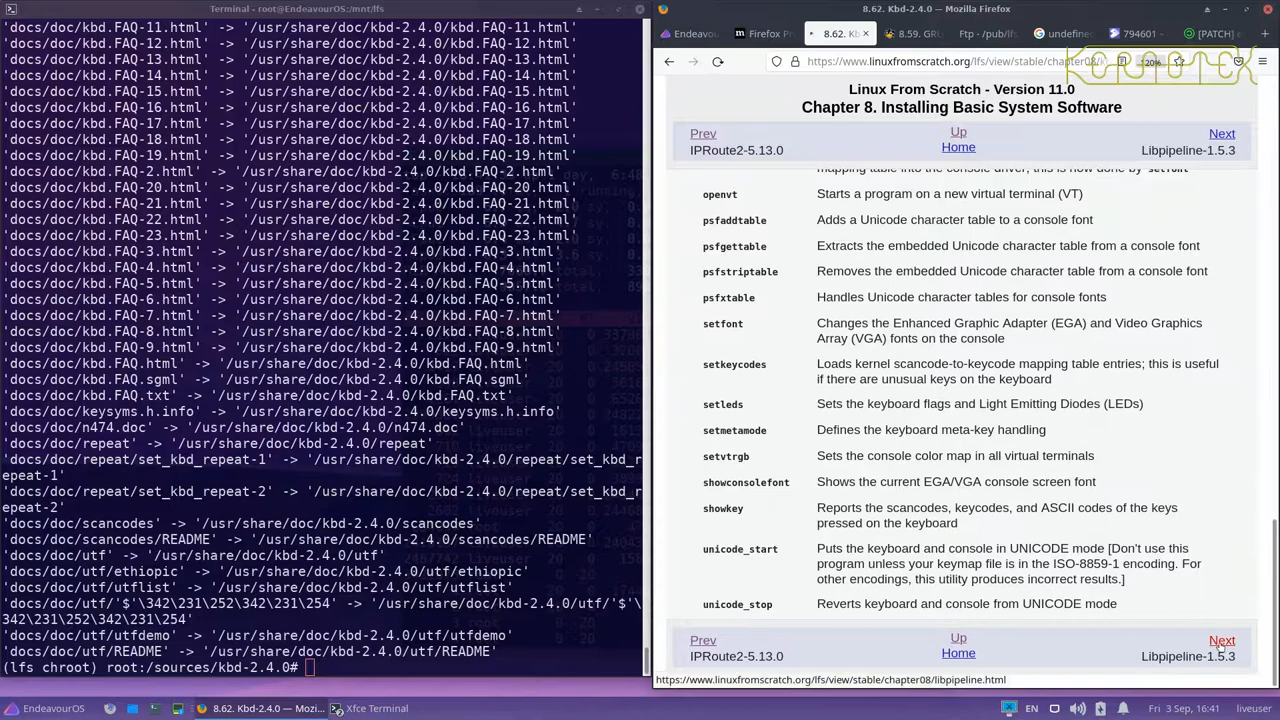 Terminal - root@EndeavourOS:/mnt/lfs
'docs/doc/kbd.FAQ-11.html' -> '/usr/share/doc/kbd-2.4.0/kbd.FAQ-11.html'
'docs/doc/kbd.FAQ-12.html' -> '/usr/share/doc/kbd-2.4.0/kbd.FAQ-12.html'
'docs/doc/kbd.FAQ-13.html' -> '/usr/share/doc/kbd-2.4.0/kbd.FAQ-13.html'
'docs/doc/kbd.FAQ-14.html' -> '/usr/share/doc/kbd-2.4.0/kbd.FAQ-14.html'
'docs/doc/kbd.FAQ-15.html' -> '/usr/share/doc/kbd-2.4.0/kbd.FAQ-15.html'
'docs/doc/kbd.FAQ-16.html' -> '/usr/share/doc/kbd-2.4.0/kbd.FAQ-16.html'
'docs/doc/kbd.FAQ-17.html' -> '/usr/share/doc/kbd-2.4.0/kbd.FAQ-17.html'
'docs/doc/kbd.FAQ-18.html' -> '/usr/share/doc/kbd-2.4.0/kbd.FAQ-18.html'
'docs/doc/kbd.FAQ-19.html' -> '/usr/share/doc/kbd-2.4.0/kbd.FAQ-19.html'
'docs/doc/kbd.FAQ-2.html' -> '/usr/share/doc/kbd-2.4.0/kbd.FAQ-2.html'
'docs/doc/kbd.FAQ-20.html' -> '/usr/share/doc/kbd-2.4.0/kbd.FAQ-20.html'
'docs/doc/kbd.FAQ-21.html' -> '/usr/share/doc/kbd-2.4.0/kbd.FAQ-21.html'
'docs/doc/kbd.FAQ-22.html' -> '/usr/share/doc/kbd-2.4.0/kbd.FAQ-22.html'
'docs/doc/kbd.FAQ-23.html' -> '/usr/share/doc/kbd-2.4.0/kbd.FAQ-23.html'
'docs/doc/kbd.FAQ-3.html' -> '/usr/share/doc/kbd-2.4.0/kbd.FAQ-3.html'
'docs/doc/kbd.FAQ-4.html' -> '/usr/share/doc/kbd-2.4.0/kbd.FAQ-4.html'
'docs/doc/kbd.FAQ-5.html' -> '/usr/share/doc/kbd-2.4.0/kbd.FAQ-5.html'
'docs/doc/kbd.FAQ-6.html' -> '/usr/share/doc/kbd-2.4.0/kbd.FAQ-6.html'
'docs/doc/kbd.FAQ-7.html' -> '/usr/share/doc/kbd-2.4.0/kbd.FAQ-7.html'
'docs/doc/kbd.FAQ-8.html' -> '/usr/share/doc/kbd-2.4.0/kbd.FAQ-8.html'
'docs/doc/kbd.FAQ-9.html' -> '/usr/share/doc/kbd-2.4.0/kbd.FAQ-9.html'
'docs/doc/kbd.FAQ.html' -> '/usr/share/doc/kbd-2.4.0/kbd.FAQ.html'
'docs/doc/kbd.FAQ.sgml' -> '/usr/share/doc/kbd-2.4.0/kbd.FAQ.sgml'
'docs/doc/kbd.FAQ.txt' -> '/usr/share/doc/kbd-2.4.0/kbd.FAQ.txt'
'docs/doc/keysyms.h.info' -> '/usr/share/doc/kbd-2.4.0/keysyms.h.info'
'docs/doc/n474.doc' -> '/usr/share/doc/kbd-2.4.0/n474.doc'
'docs/doc/repeat' -> '/usr/share/doc/kbd-2.4.0/repeat'
'docs/doc/repeat/set_kbd_repeat-1' -> '/usr/share/doc/kbd-2.4.0/repeat/set_kbd_r
epeat-1'
'docs/doc/repeat/set_kbd_repeat-2' -> '/usr/share/doc/kbd-2.4.0/repeat/set_kbd_r
epeat-2'
'docs/doc/scancodes' -> '/usr/share/doc/kbd-2.4.0/scancodes'
'docs/doc/scancodes/README' -> '/usr/share/doc/kbd-2.4.0/scancodes/README'
'docs/doc/utf' -> '/usr/share/doc/kbd-2.4.0/utf'
'docs/doc/utf/ethiopic' -> '/usr/share/doc/kbd-2.4.0/utf/ethiopic'
'docs/doc/utf/utflist' -> '/usr/share/doc/kbd-2.4.0/utf/utflist'
'docs/doc/utf/'$'\342\231\252\342\231\254' -> '/usr/share/doc/kbd-2.4.0/utf/'$'\
342\231\252\342\231\254'
'docs/doc/utf/utfdemo' -> '/usr/share/doc/kbd-2.4.0/utf/utfdemo'
'docs/doc/utf/README' -> '/usr/share/doc/kbd-2.4.0/utf/README'
(lfs chroot) root:/sources/kbd-2.4.0#
8.62. Kbd-2.4.0 — Mozilla Firefox
Endeavou Firefox Pr 8.62. Kb 8.59. GRU Ftp - pub/lfs undefined 794601 - [PATCH]
https://www.linuxfromscratch.org/lfs/view/stable/chapter08/ 120%
KERNOTEX
Linux From Scratch - Version 11.0
Chapter 8. Installing Basic System Software
Prev Up Next
IPRoute2-5.13.0 Home Libpipeline-1.5.3
mapping table into the console driver; this is now done by setfont
openvt Starts a program on a new virtual terminal (VT)
psfaddtable Adds a Unicode character table to a console font
psfgettable Extracts the embedded Unicode character table from a console font
psfstriptable Removes the embedded Unicode character table from a console font
psfxtable Handles Unicode character tables for console fonts
setfont Changes the Enhanced Graphic Adapter (EGA) and Video Graphics
Array (VGA) fonts on the console
setkeycodes Loads kernel scancode-to-keycode mapping table entries; this is useful
if there are unusual keys on the keyboard
setleds Sets the keyboard flags and Light Emitting Diodes (LEDs)
setmetamode Defines the keyboard meta-key handling
setvtrgb Sets the console color map in all virtual terminals
showconsolefont Shows the current EGA/VGA console screen font
showkey Reports the scancodes, keycodes, and ASCII codes of the keys
pressed on the keyboard
unicode_start Puts the keyboard and console in UNICODE mode [Don't use this
program unless your keymap file is in the ISO-8859-1 encoding. For
other encodings, this utility produces incorrect results.]
unicode_stop Reverts keyboard and console from UNICODE mode
Prev Up Next
IPRoute2-5.13.0 Home Libpipeline-1.5.3
https://www.linuxfromscratch.org/lfs/view/stable/chapter08/libpipeline.html
EndeavourOS 8.62. Kbd-2.4.0 — Mozi... Xfce Terminal EN Fri 3 Sep, 16:41 liveuser